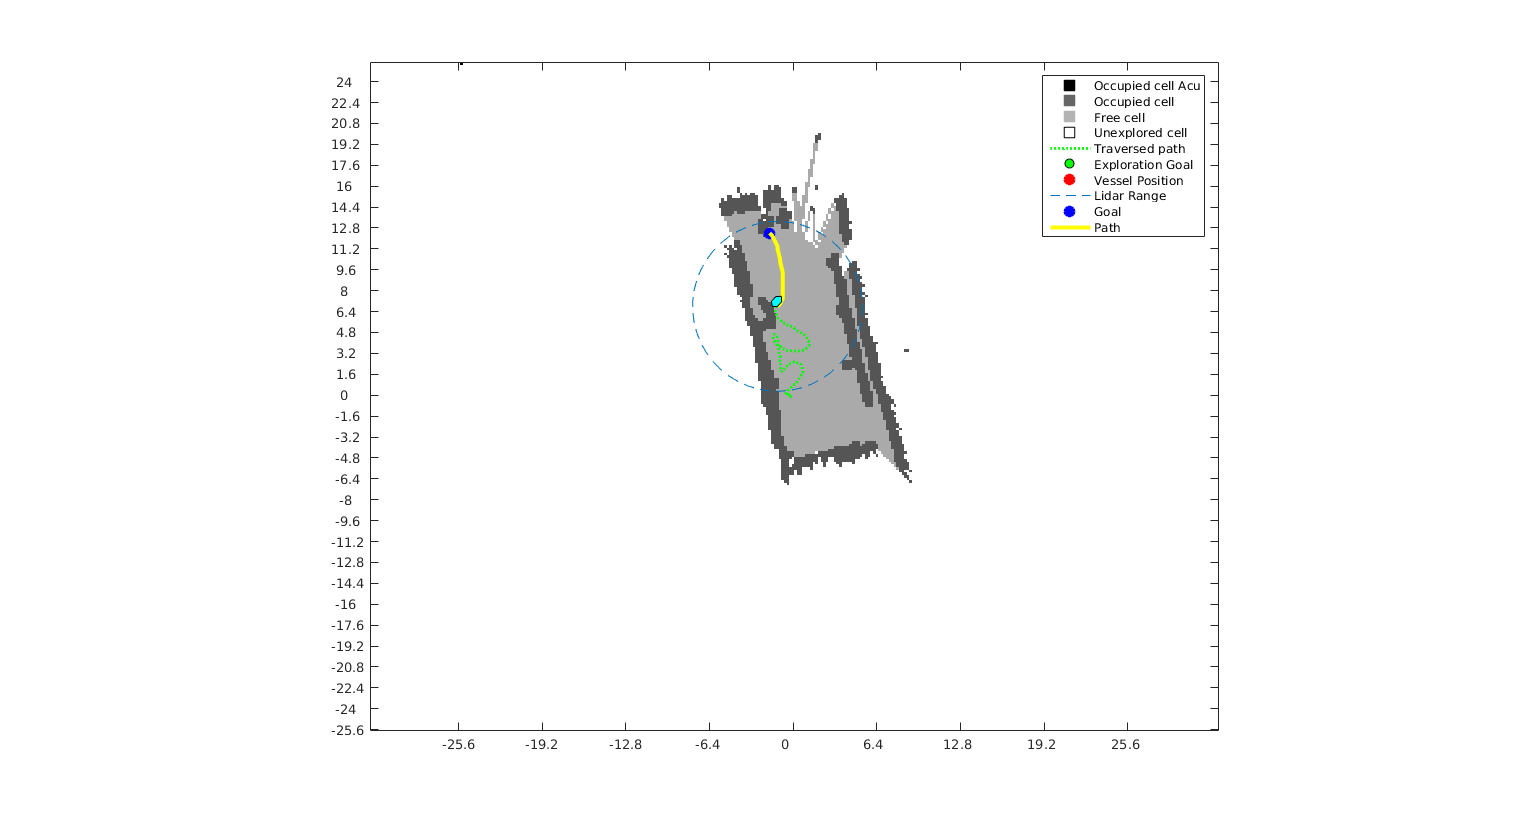 24
22.4
20.8
19.2
17.6
16
14.4
12.8
11.2
9.6
8
6.4
4.8
3.2
1.6
0
-1.6
-3.2
-4.8
-6.4
-8
-9.6
-11.2
-12.8
-14.4
-16
-17.6
-19.2
-20.8
-22.4
-24
-25.6
-25.6 -19.2 -12.8 -6.4 0 6.4 12.8 19.2 25.6
Occupied cell Acu
Occupied cell
Free cell
Unexplored cell
Traversed path
Exploration Goal
Vessel Position
Lidar Range
Goal
Path